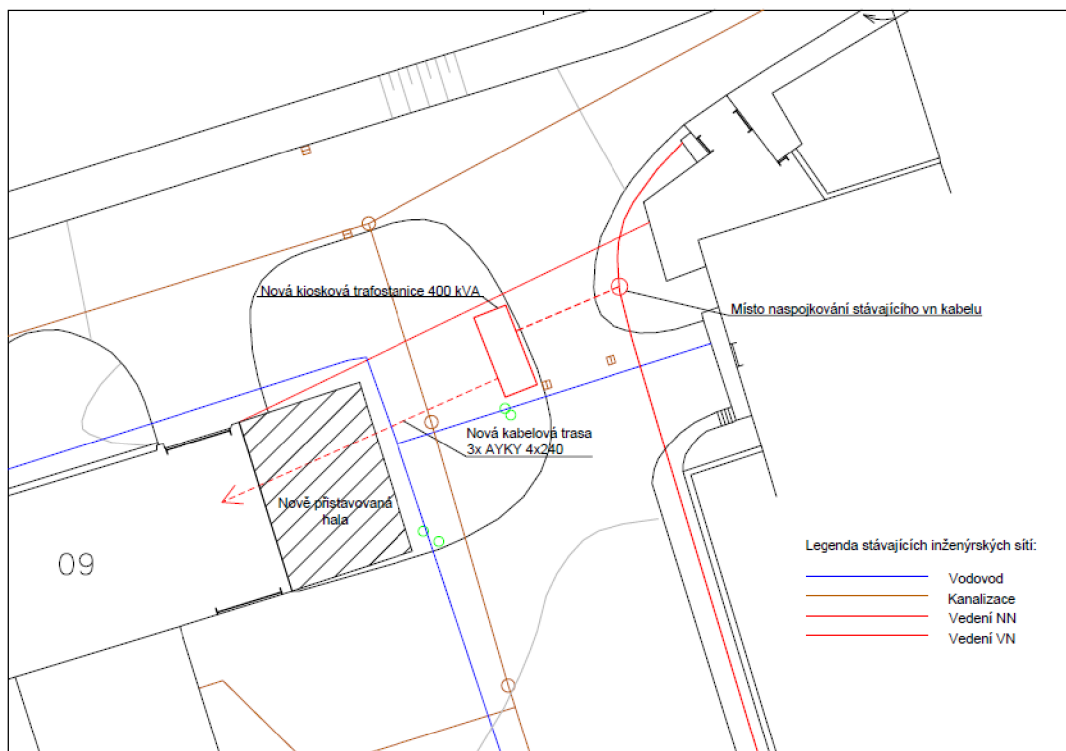 Nová kiosková trafostanice 400 kVA
Místo naspojkování stávajícího vn kabelu
Nová kabelová trasa
3x AYKY 4x240
Nově přistavovaná
hala
09
Legenda stávajících inženýrských sítí:
Vodovod
Kanalizace
Vedení NN
Vedení VN